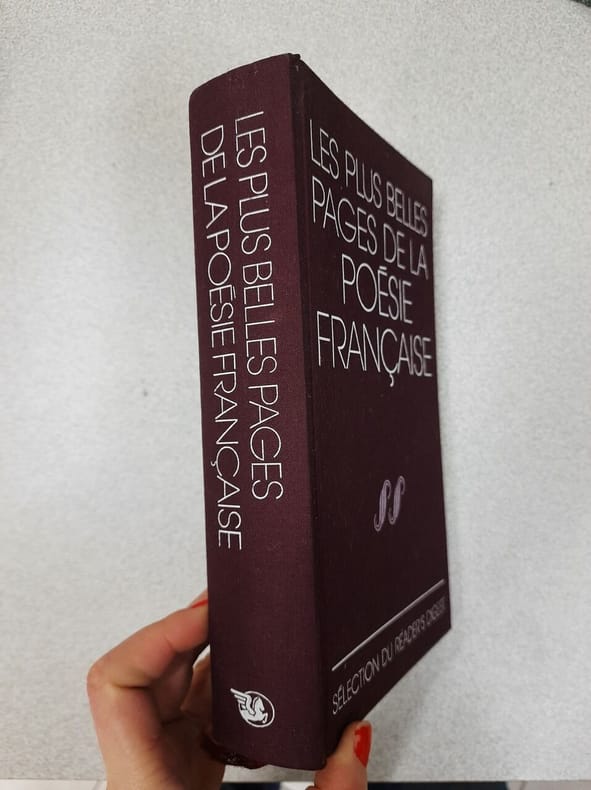 LES PLUS BELLES PAGES
DE LA POÉSIE FRANÇAISE
LES PLUS BELLES
PAGES DE LA
POÉSIE
FRANÇAISE
SÉLECTION DU READER'S DIGEST